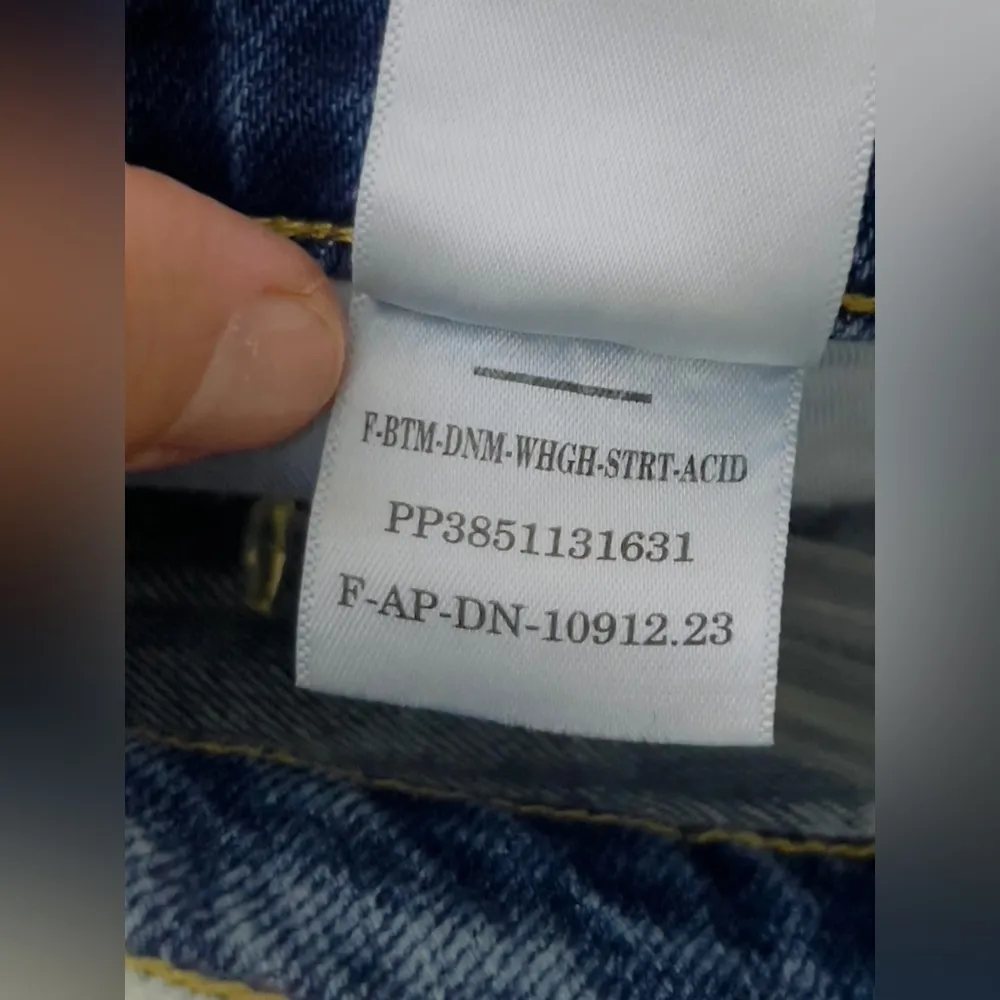 F-BTM-DNM-WHGH-STRT-ACID
PP3851131631
F-AP-DN-10912.23